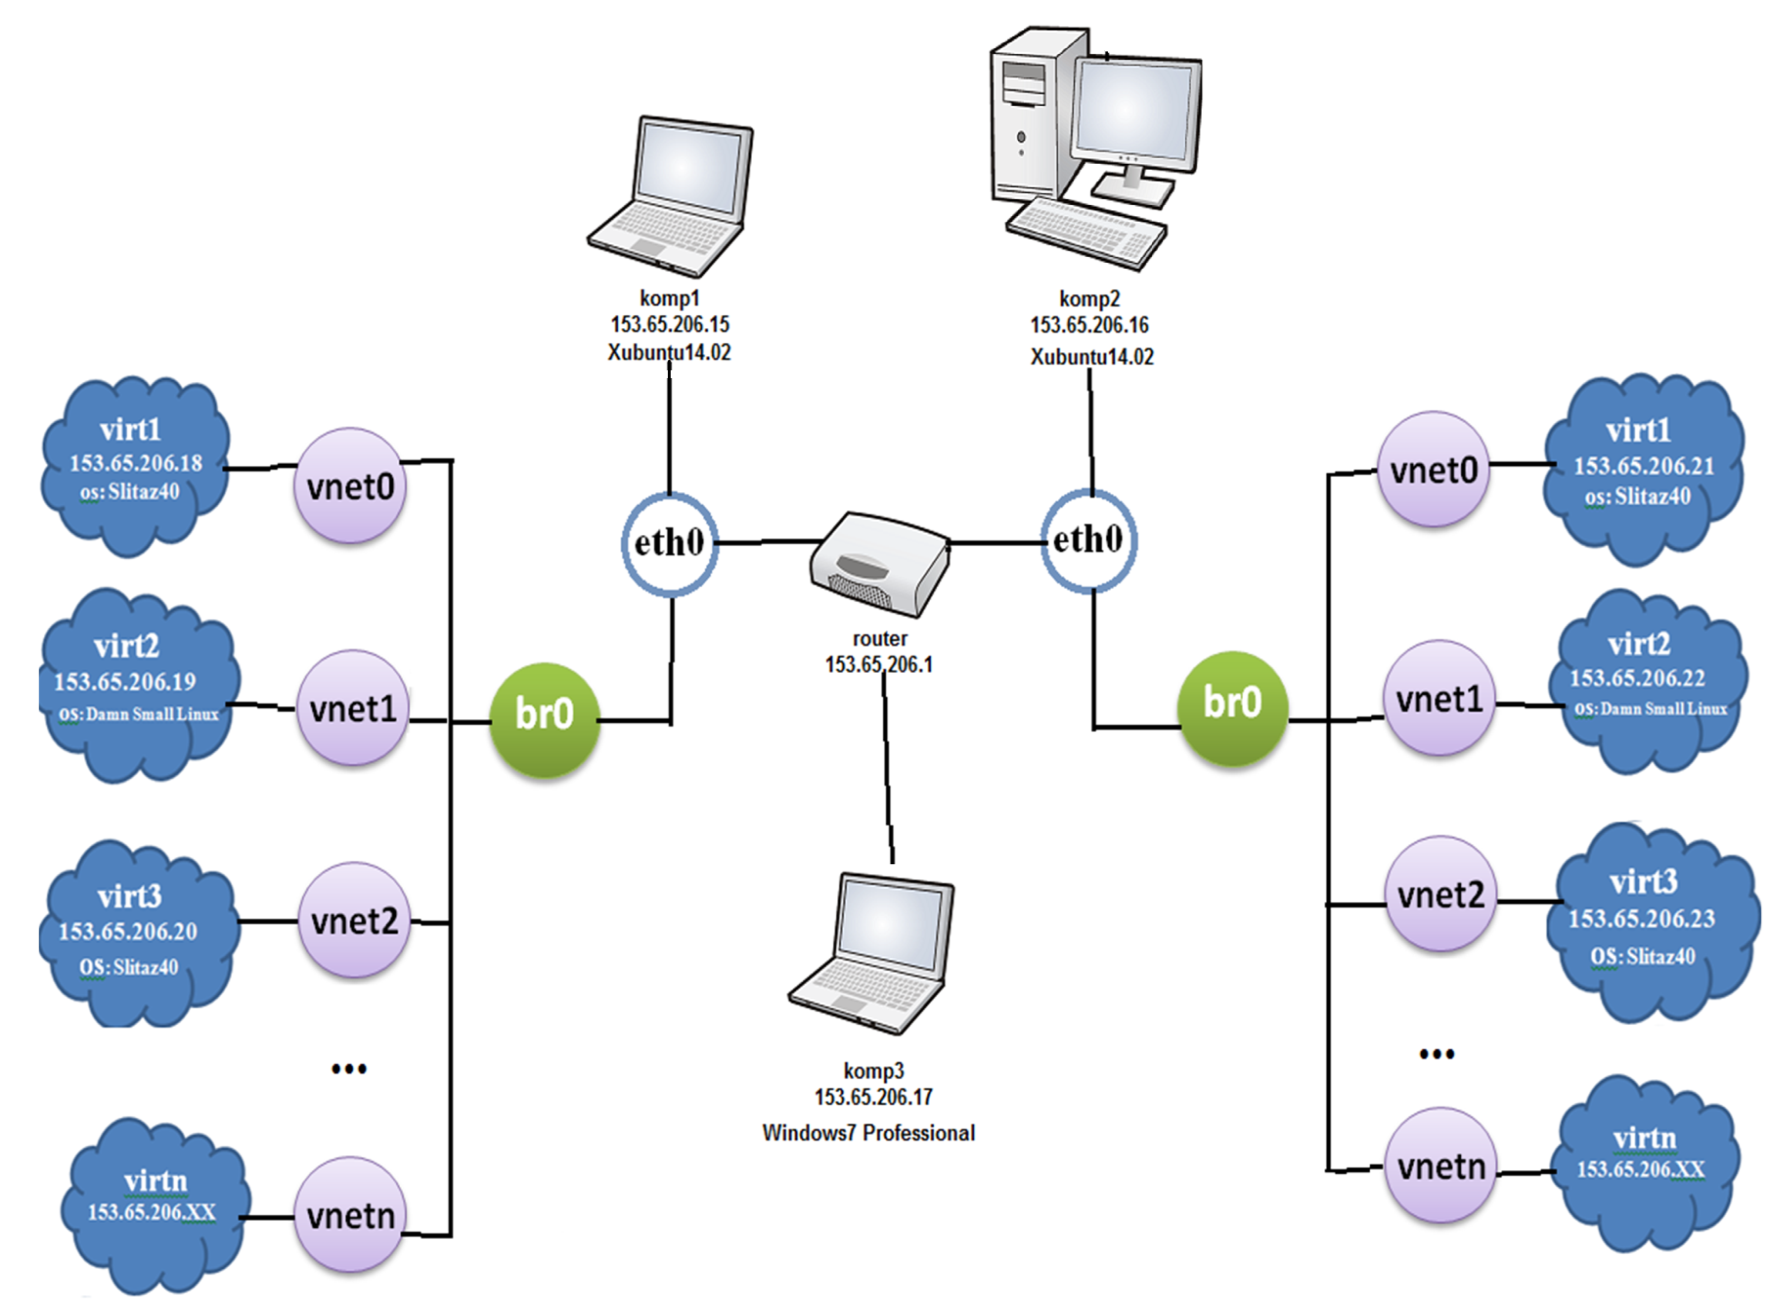 komp1
153.65.206.15
Xubuntu14.02
komp2
153.65.206.16
Xubuntu14.02
virt1
153.65.206.18
os: Slitaz40
vnet0
eth0
eth0
vnet0
virt1
153.65.206.21
os: Slitaz40
router
153.65.206.1
virt2
153.65.206.19
os: Damn Small Linux
vnet1
br0
br0
vnet1
virt2
153.65.206.22
os: Damn Small Linux
virt3
153.65.206.20
OS: Slitaz40
vnet2
vnet2
virt3
153.65.206.23
OS: Slitaz40
...
komp3
153.65.206.17
Windows7 Professional
...
virtn
153.65.206.XX
vnetn
vnetn
virtn
153.65.206.XX